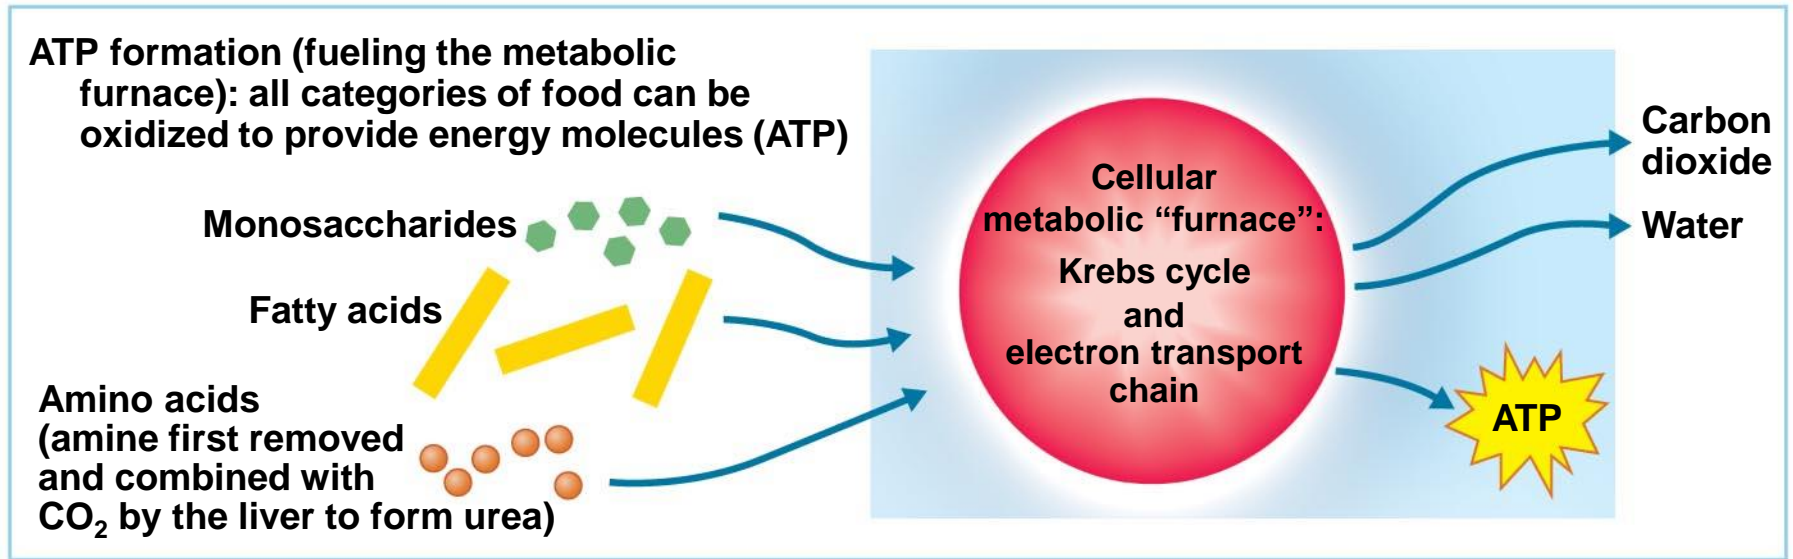 ATP formation (fueling the metabolic
furnace): all categories of food can be
oxidized to provide energy molecules (ATP)
Monosaccharides
Fatty acids
Amino acids
(amine first removed
and combined with
CO₂ by the liver to form urea)
Cellular
metabolic “furnace”:
Krebs cycle
and
electron transport
chain
Carbon
dioxide
Water
ATP